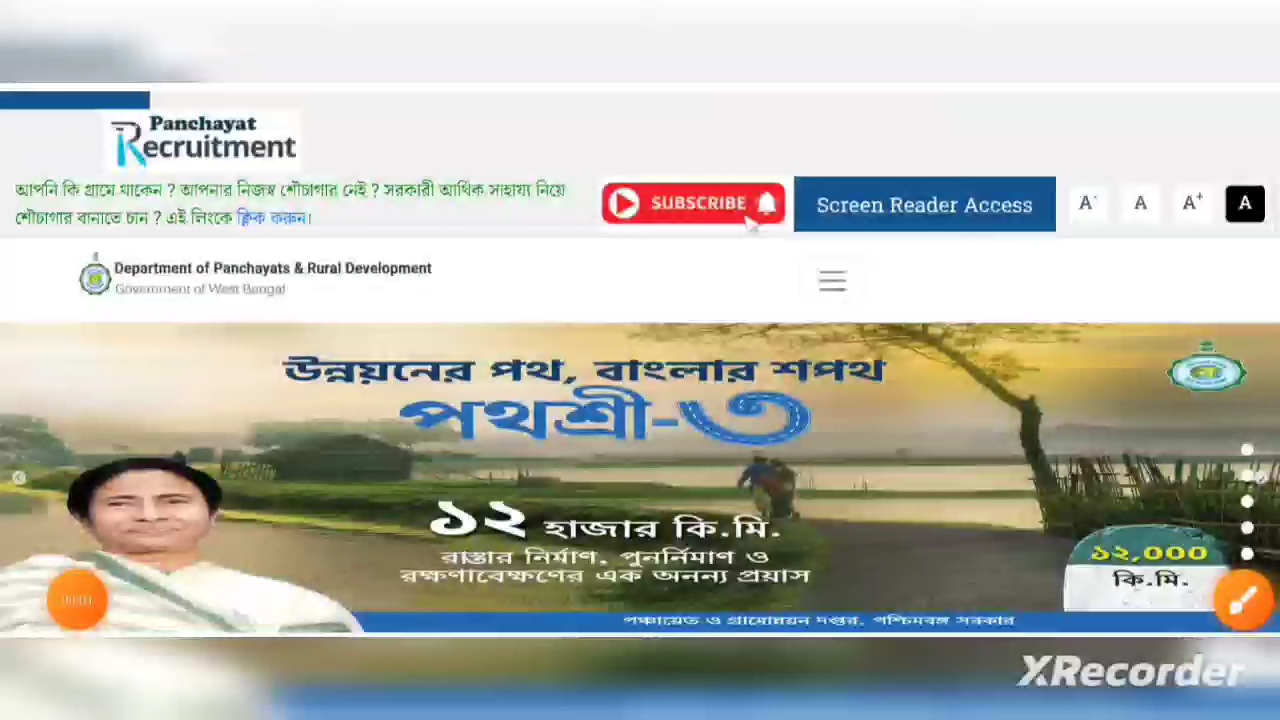 Panchayat
Recruitment
আপনি কি গ্রামে থাকেন ? আপনার নিজস্ব শৌচাগার নেই ? সরকারী আর্থিক সাহায্য নিয়ে
শৌচাগার বানাতে চান ? এই লিংকে ক্লিক করুন।
SUBSCRIBE
Screen Reader Access
A-
A
A+
A
Department of Panchayats & Rural Development
Government of West Bengal
উন্নয়নের পথ, বাংলার শপথ
পথশ্রী-৩
১২ হাজার কি.মি.
রাস্তার নির্মাণ, পুনর্নিমাণ ও
রক্ষণাবেক্ষণের এক অনন্য প্রয়াস
১২,০০০
কি.মি.
পঞ্চায়েত ও গ্রামোন্নয়ন দপ্তর, পশ্চিমবঙ্গ সরকার
XRecorder